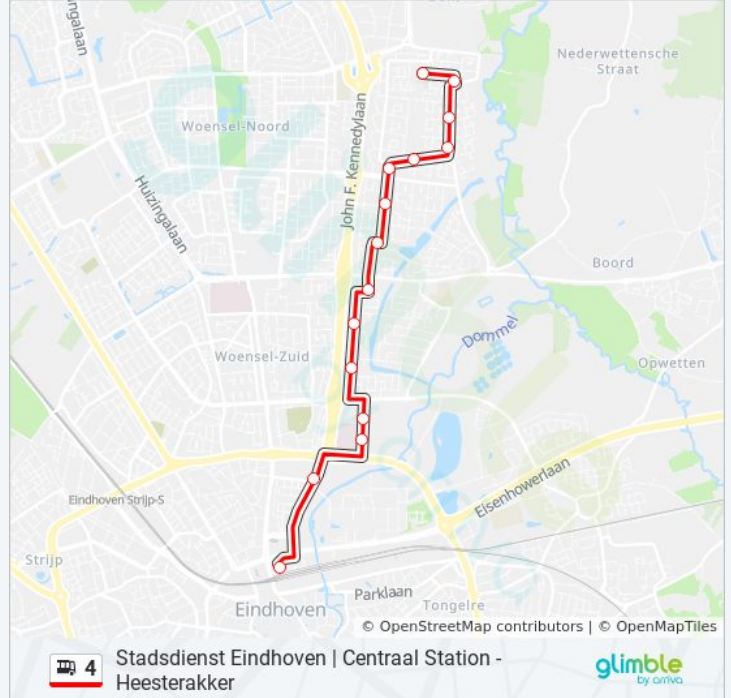 ngalaan
Nederwettensche
Straat
Woensel-Noord
John F. Kennedylaan
Huizingalaan
Boord
Dommel
Woensel-Zuid
Opwetten
Eisenhowerlaan
Eindhoven Strijp-S
Strijp
Parklaan
Eindhoven
Tongelre
© OpenStreetMap contributors | © OpenMapTiles
4
Stadsdienst Eindhoven | Centraal Station -
Heesterakker
glimble
by arriva